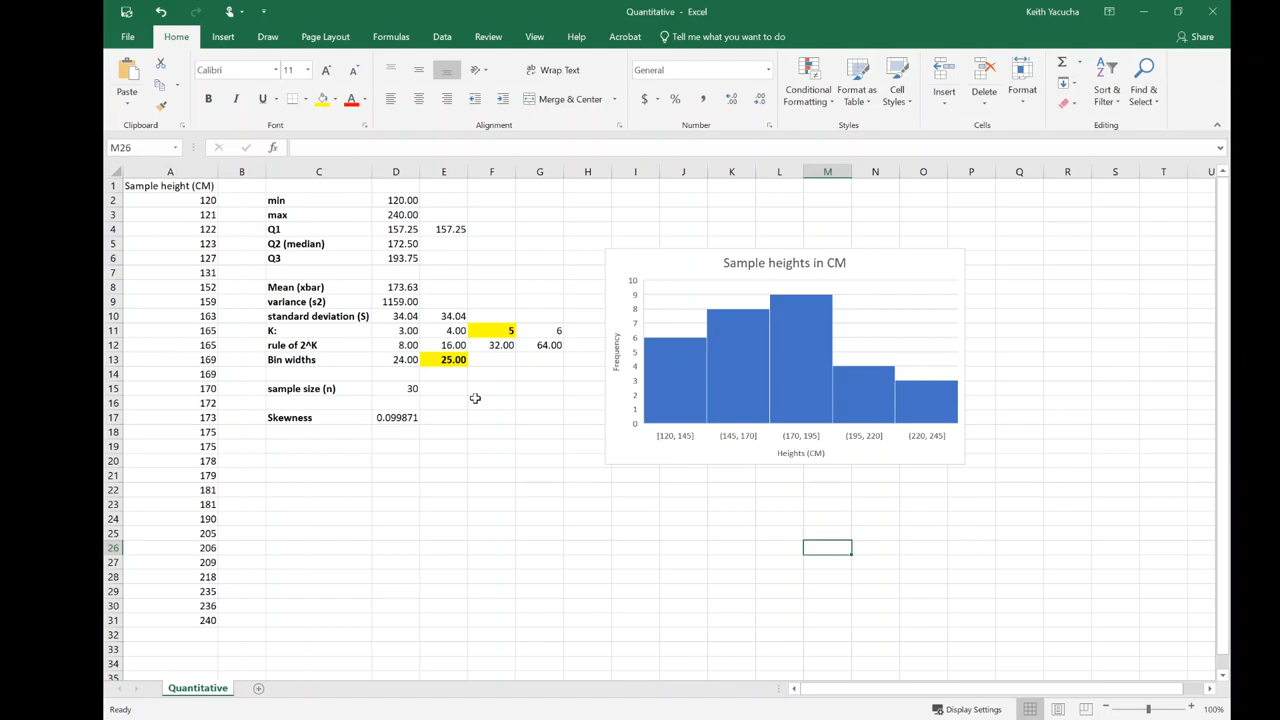 Quantitative - Excel
Keith Yacucha
File Home Insert Draw Page Layout Formulas Data Review View Help Acrobat Tell me what you want to do Share
Paste
Calibri 11
B I U
Wrap Text
Merge & Center
General
$ % ,
Conditional Formatting
Format as Table
Cell Styles
Insert
Delete
Format
Sort & Filter
Find & Select
Clipboard Font Alignment Number Styles Cells Editing
M26 fx
A B C D E F G H I J K L M N O P Q R S T U
1 Sample height (CM)
2 120 min 120.00
3 121 max 240.00
4 122 Q1 157.25 157.25
5 123 Q2 (median) 172.50
6 127 Q3 193.75
7 131
8 152 Mean (xbar) 173.63
9 159 variance (s2) 1159.00
10 163 standard deviation (S) 34.04 34.04
11 165 K: 3.00 4.00 5 6
12 165 rule of 2^K 8.00 16.00 32.00 64.00
13 169 Bin widths 24.00 25.00
14 169
15 170 sample size (n) 30
16 172
17 173 Skewness 0.099871
18 175
19 175
20 178
21 179
22 181
23 181
24 190
25 205
26 206
27 209
28 218
29 235
30 236
31 240
32
33
34
35
Sample heights in CM
Frequency
10
9
8
7
6
5
4
3
2
1
0
[120, 145] (145, 170] (170, 195] (195, 220] (220, 245]
Heights (CM)
Quantitative
Ready Display Settings 100%